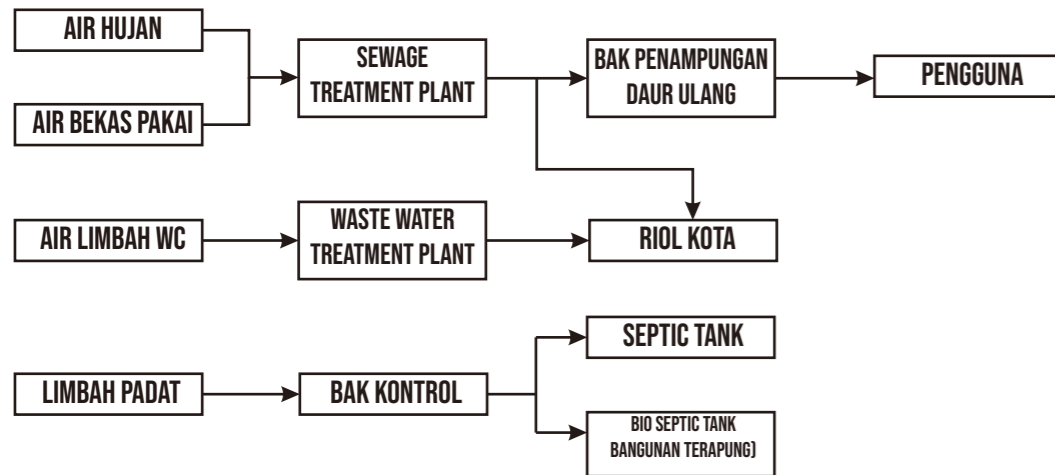 AIR HUJAN
AIR BEKAS PAKAI
SEWAGE
TREATMENT PLANT
BAK PENAMPUNGAN
DAUR ULANG
PENGGUNA
AIR LIMBAH WC
WASTE WATER
TREATMENT PLANT
RIOL KOTA
LIMBAH PADAT
BAK KONTROL
SEPTIC TANK
BIO SEPTIC TANK
BANGUNAN TERAPUNG)